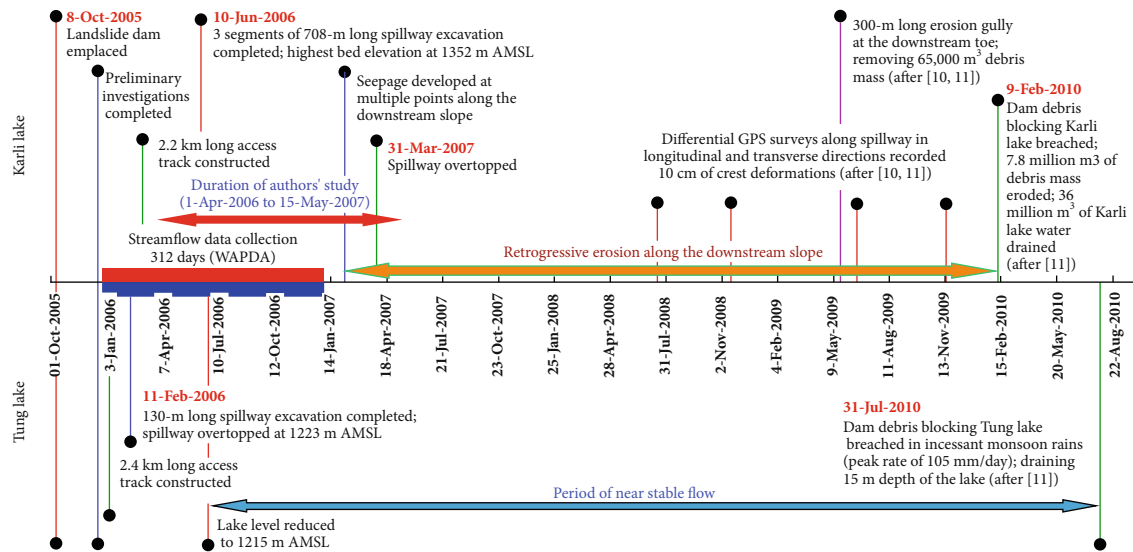 8-Oct-2005
Landslide dam
emplaced
Preliminary
investigations
completed
10-Jun-2006
3 segments of 708-m long spillway excavation
completed; highest bed elevation at 1352 m AMSL
2.2 km long access
track constructed
Seepage developed at
multiple points along the
downstream slope
31-Mar-2007
Spillway overtopped
300-m long erosion gully
at the downstream toe;
removing 65,000 m³ debris
mass (after [10, 11])
Differential GPS surveys along spillway in
longitudinal and transverse directions recorded
10 cm of crest deformations (after [10, 11])
9-Feb-2010
Dam debris
blocking Karli
lake breached;
7.8 million m3 of
debris mass
eroded; 36
million m³ of Karli
lake water
drained
(after [11])
Karli lake
Duration of authors' study
(1-Apr-2006 to 15-May-2007)
Streamflow data collection
312 days (WAPDA)
Retrogressive erosion along the downstream slope
01-Oct-2005
3-Jan-2006
7-Apr-2006
10-Jul-2006
12-Oct-2006
14-Jan-2007
18-Apr-2007
21-Jul-2007
23-Oct-2007
25-Jan-2008
28-Apr-2008
31-Jul-2008
2-Nov-2008
4-Feb-2009
9-May-2009
11-Aug-2009
13-Nov-2009
15-Feb-2010
20-May-2010
22-Aug-2010
Tung lake
11-Feb-2006
130-m long spillway excavation completed;
spillway overtopped at 1223 m AMSL
2.4 km long access
track constructed
Lake level reduced
to 1215 m AMSL
Period of near stable flow
31-Jul-2010
Dam debris blocking Tung lake
breached in incessant monsoon rains
(peak rate of 105 mm/day); draining
15 m depth of the lake (after [11])